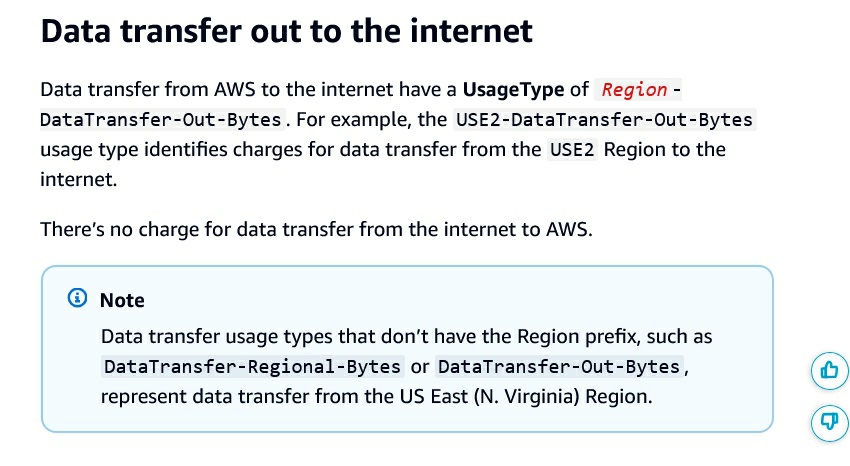 Data transfer out to the internet
Data transfer from AWS to the internet have a UsageType of Region -
DataTransfer-Out-Bytes. For example, the USE2-DataTransfer-Out-Bytes
usage type identifies charges for data transfer from the USE2 Region to the
internet.
There’s no charge for data transfer from the internet to AWS.
Note
Data transfer usage types that don’t have the Region prefix, such as
DataTransfer-Regional-Bytes or DataTransfer-Out-Bytes,
represent data transfer from the US East (N. Virginia) Region.